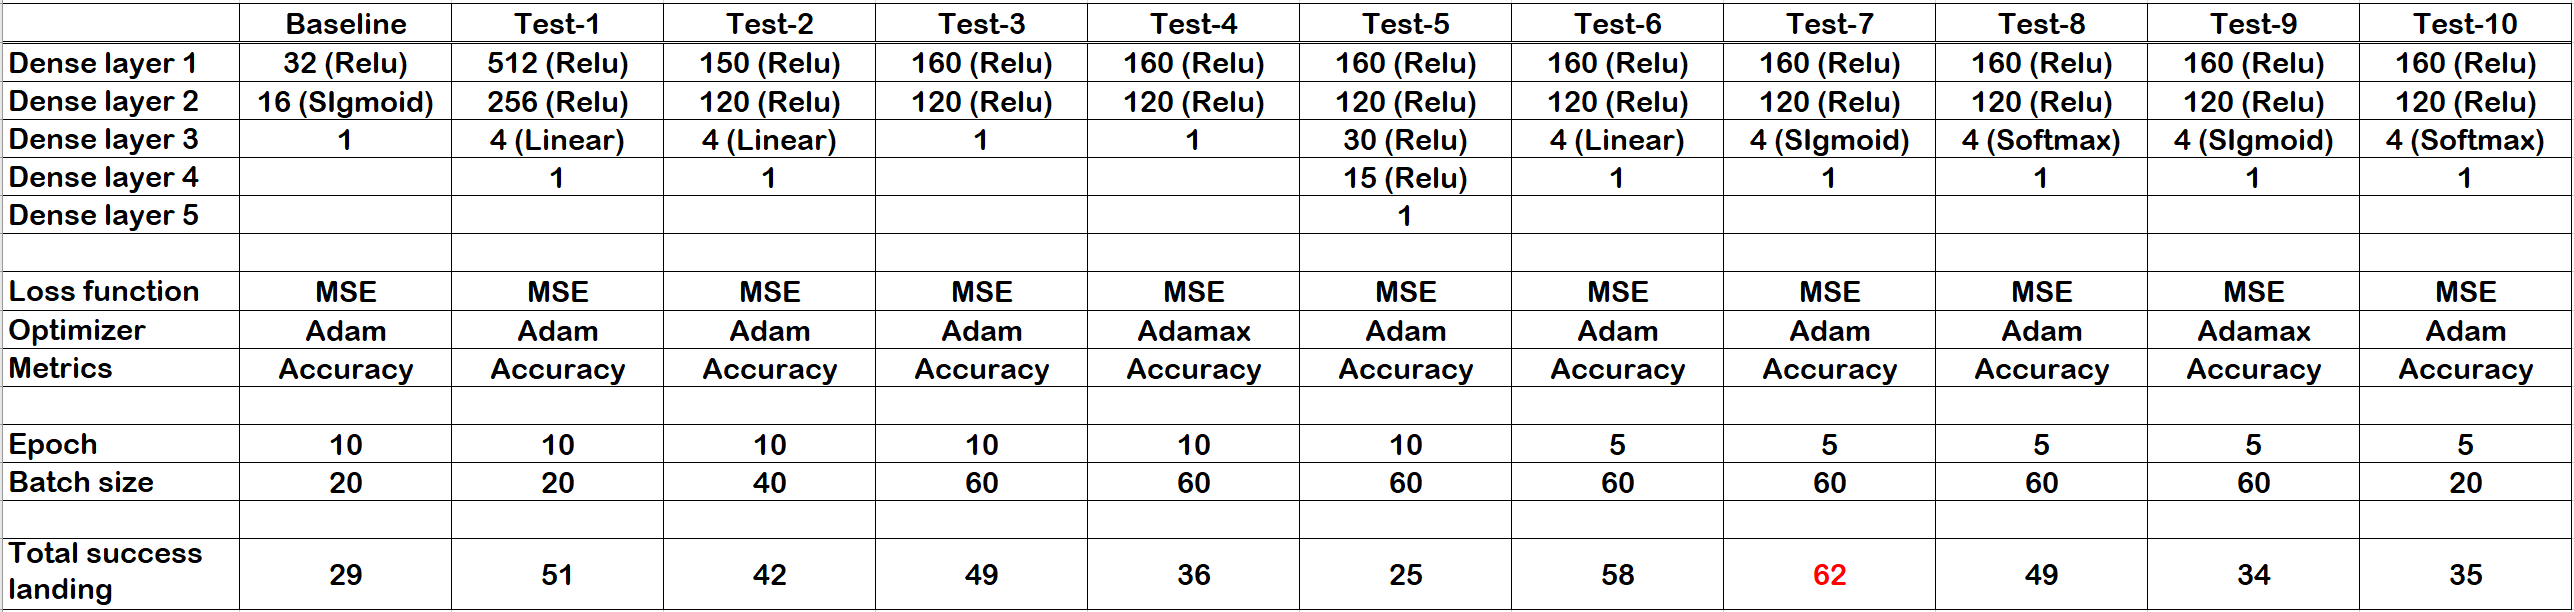 Baseline Test-1 Test-2 Test-3 Test-4 Test-5 Test-6 Test-7 Test-8 Test-9 Test-10
Dense layer 1 32 (Relu) 512 (Relu) 150 (Relu) 160 (Relu) 160 (Relu) 160 (Relu) 160 (Relu) 160 (Relu) 160 (Relu) 160 (Relu) 160 (Relu)
Dense layer 2 16 (SIgmoid) 256 (Relu) 120 (Relu) 120 (Relu) 120 (Relu) 120 (Relu) 120 (Relu) 120 (Relu) 120 (Relu) 120 (Relu) 120 (Relu)
Dense layer 3 1 4 (Linear) 4 (Linear) 1 1 30 (Relu) 4 (Linear) 4 (SIgmoid) 4 (Softmax) 4 (SIgmoid) 4 (Softmax)
Dense layer 4 1 1 15 (Relu) 1 1 1 1 1
Dense layer 5 1
Loss function MSE MSE MSE MSE MSE MSE MSE MSE MSE MSE MSE
Optimizer Adam Adam Adam Adam Adamax Adam Adam Adam Adam Adamax Adam
Metrics Accuracy Accuracy Accuracy Accuracy Accuracy Accuracy Accuracy Accuracy Accuracy Accuracy Accuracy
Epoch 10 10 10 10 10 10 5 5 5 5 5
Batch size 20 20 40 60 60 60 60 60 60 60 20
Total success
landing 29 51 42 49 36 25 58 62 49 34 35